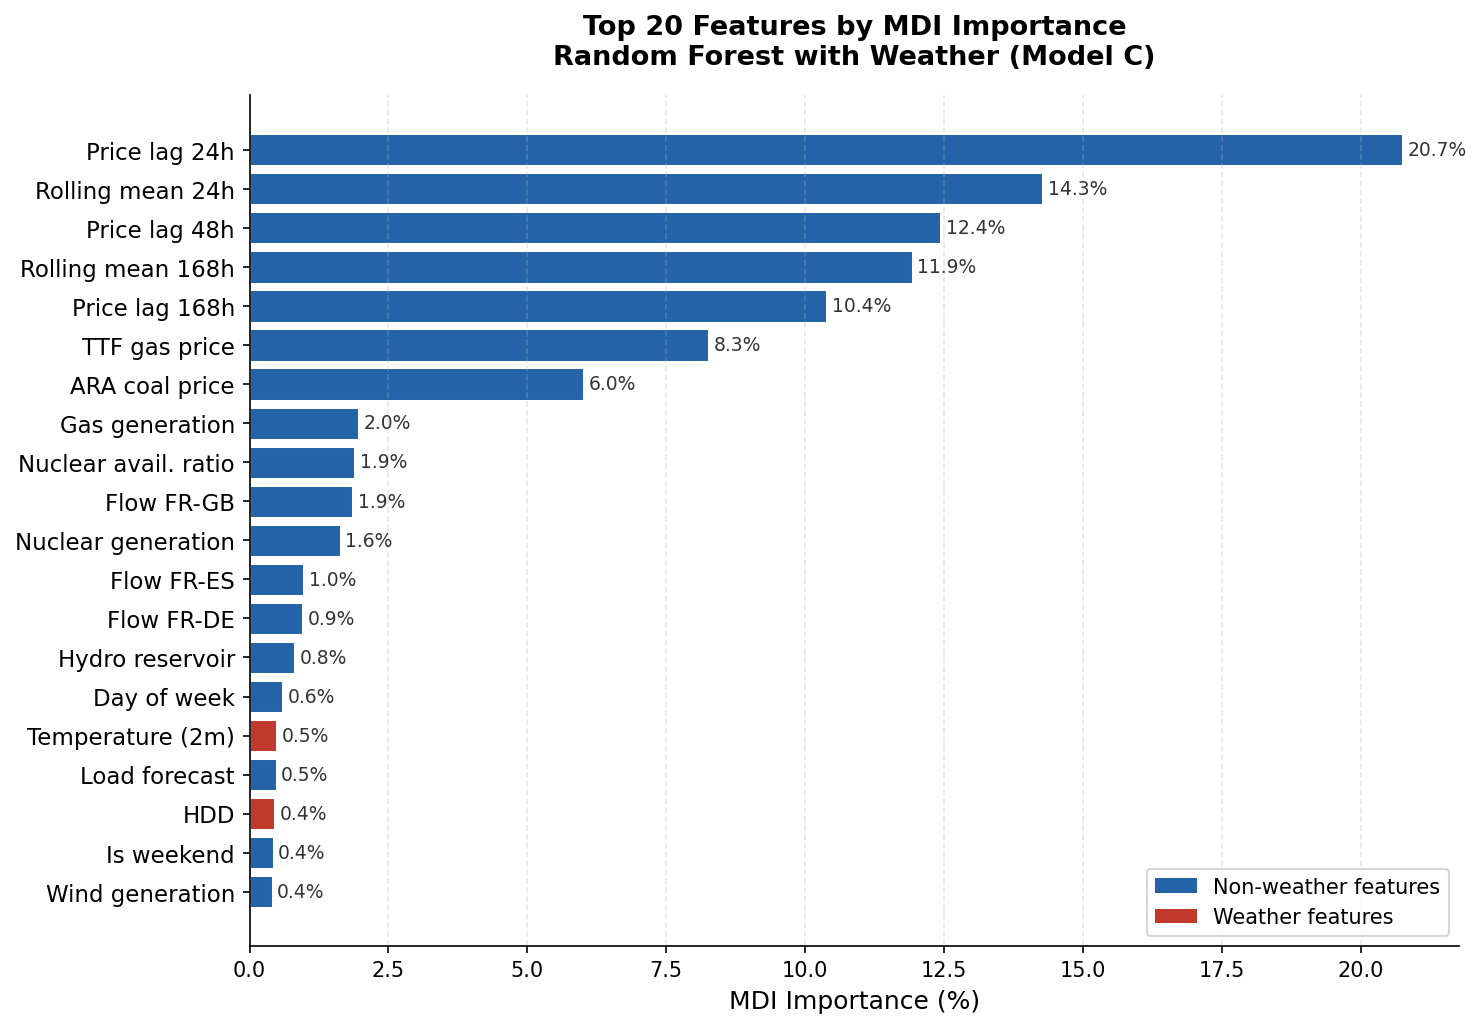 Top 20 Features by MDI Importance
Random Forest with Weather (Model C)
Price lag 24h 20.7%
Rolling mean 24h 14.3%
Price lag 48h 12.4%
Rolling mean 168h 11.9%
Price lag 168h 10.4%
TTF gas price 8.3%
ARA coal price 6.0%
Gas generation 2.0%
Nuclear avail. ratio 1.9%
Flow FR-GB 1.9%
Nuclear generation 1.6%
Flow FR-ES 1.0%
Flow FR-DE 0.9%
Hydro reservoir 0.8%
Day of week 0.6%
Temperature (2m) 0.5%
Load forecast 0.5%
HDD 0.4%
Is weekend 0.4%
Wind generation 0.4%
Non-weather features
Weather features
0.0 2.5 5.0 7.5 10.0 12.5 15.0 17.5 20.0
MDI Importance (%)